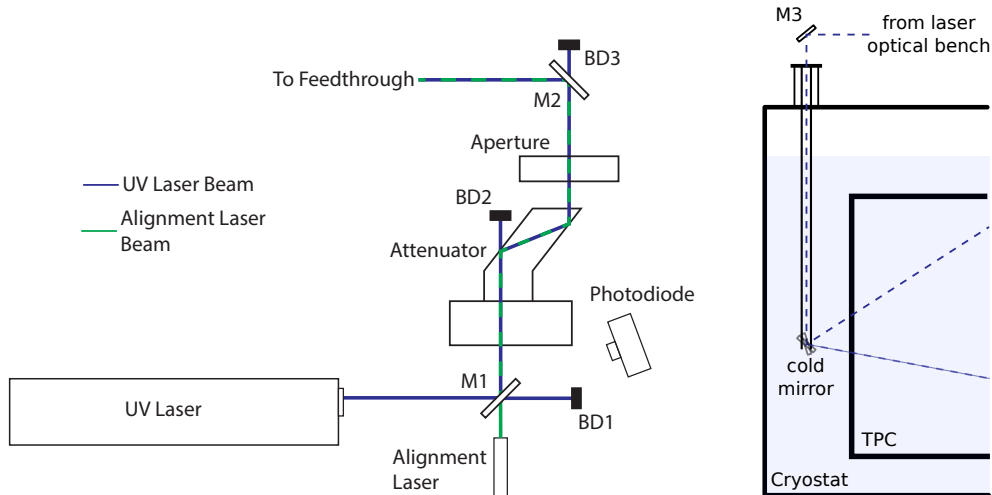 BD3
To Feedthrough
M2
Aperture
UV Laser Beam
BD2
Alignment Laser
Beam
Attenuator
Photodiode
M1
UV Laser
BD1
Alignment
Laser
M3
from laser
optical bench
cold
mirror
TPC
Cryostat